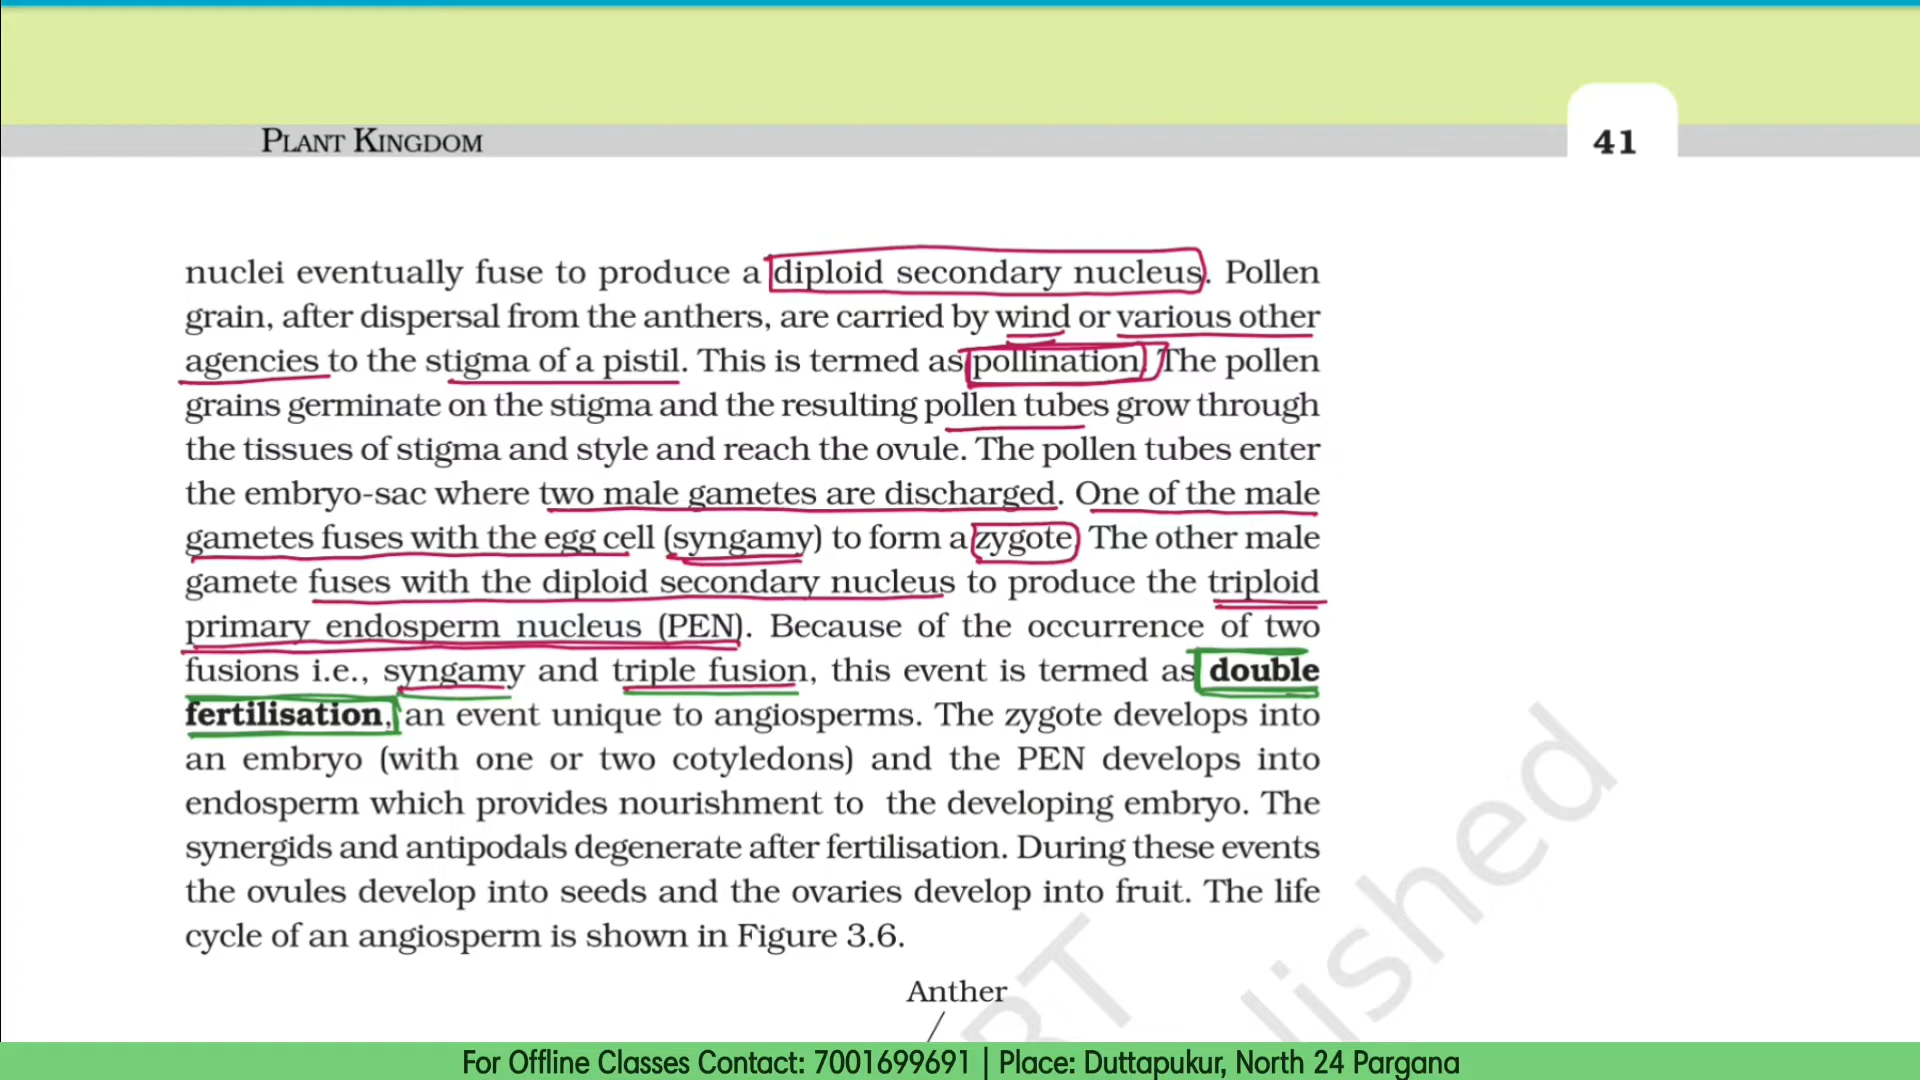 PLANT KINGDOM
41
nuclei eventually fuse to produce a diploid secondary nucleus. Pollen
grain, after dispersal from the anthers, are carried by wind or various other
agencies to the stigma of a pistil. This is termed as pollination. The pollen
grains germinate on the stigma and the resulting pollen tubes grow through
the tissues of stigma and style and reach the ovule. The pollen tubes enter
the embryo-sac where two male gametes are discharged. One of the male
gametes fuses with the egg cell (syngamy) to form a zygote. The other male
gamete fuses with the diploid secondary nucleus to produce the triploid
primary endosperm nucleus (PEN). Because of the occurrence of two
fusions i.e., syngamy and triple fusion, this event is termed as double
fertilisation, an event unique to angiosperms. The zygote develops into
an embryo (with one or two cotyledons) and the PEN develops into
endosperm which provides nourishment to the developing embryo. The
synergids and antipodals degenerate after fertilisation. During these events
the ovules develop into seeds and the ovaries develop into fruit. The life
cycle of an angiosperm is shown in Figure 3.6.
Anther
RT
lished
For Offline Classes Contact: 7001699691 | Place: Duttapukur, North 24 Pargana